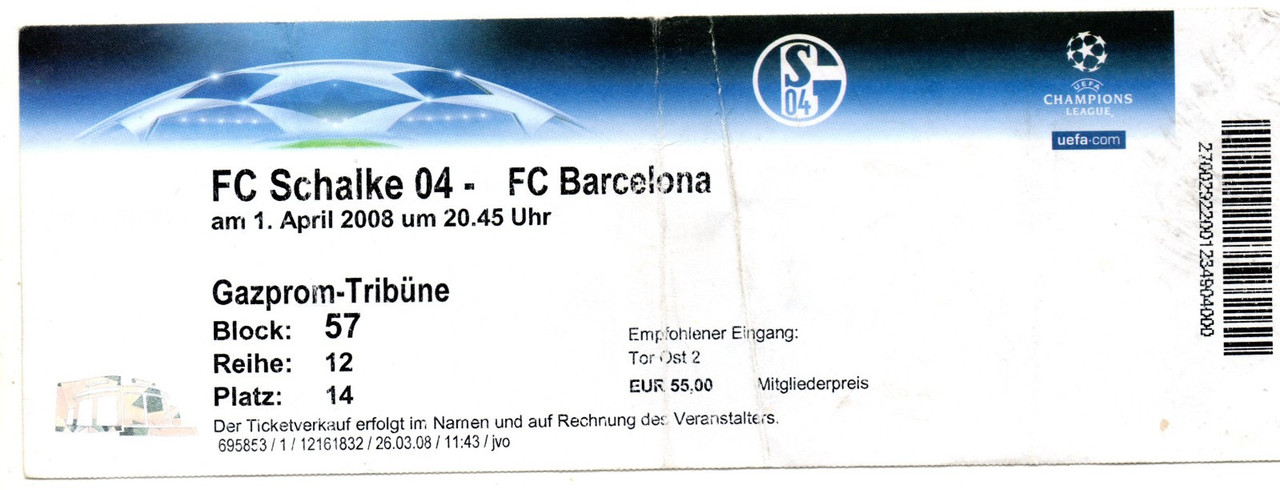 S
04
UEFA
CHAMPIONS
LEAGUE
uefa.com
FC Schalke 04 - FC Barcelona
am 1. April 2008 um 20.45 Uhr
Gazprom-Tribüne
Block: 57
Reihe: 12
Platz: 14
Empfohlener Eingang:
Tor Ost 2
EUR 55,00 Mitgliederpreis
Der Ticketverkauf erfolgt im Namen und auf Rechnung des Veranstalters.
695853 / 1 / 12161832 / 26.03.08 / 11:43 / jvo
27002922001234904000